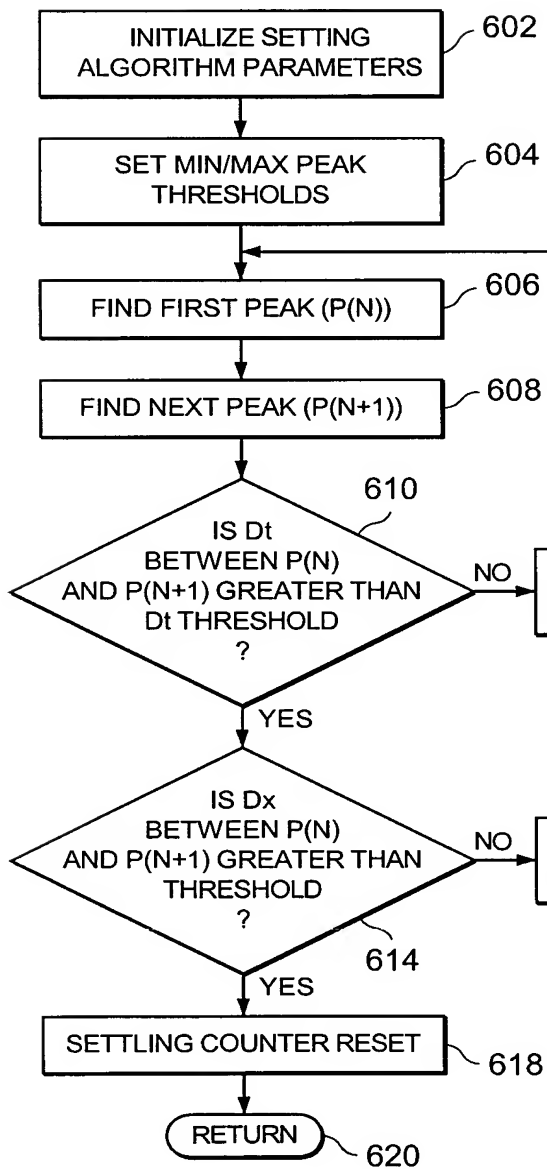 INITIALIZE SETTING
ALGORITHM PARAMETERS
602
SET MIN/MAX PEAK
THRESHOLDS
604
FIND FIRST PEAK (P(N))
606
FIND NEXT PEAK (P(N+1))
608
610
IS Dt
BETWEEN P(N)
AND P(N+1) GREATER THAN
Dt THRESHOLD
?
NO
YES
IS Dx
BETWEEN P(N)
AND P(N+1) GREATER THAN
THRESHOLD
?
NO
614
YES
SETTLING COUNTER RESET
618
RETURN
620